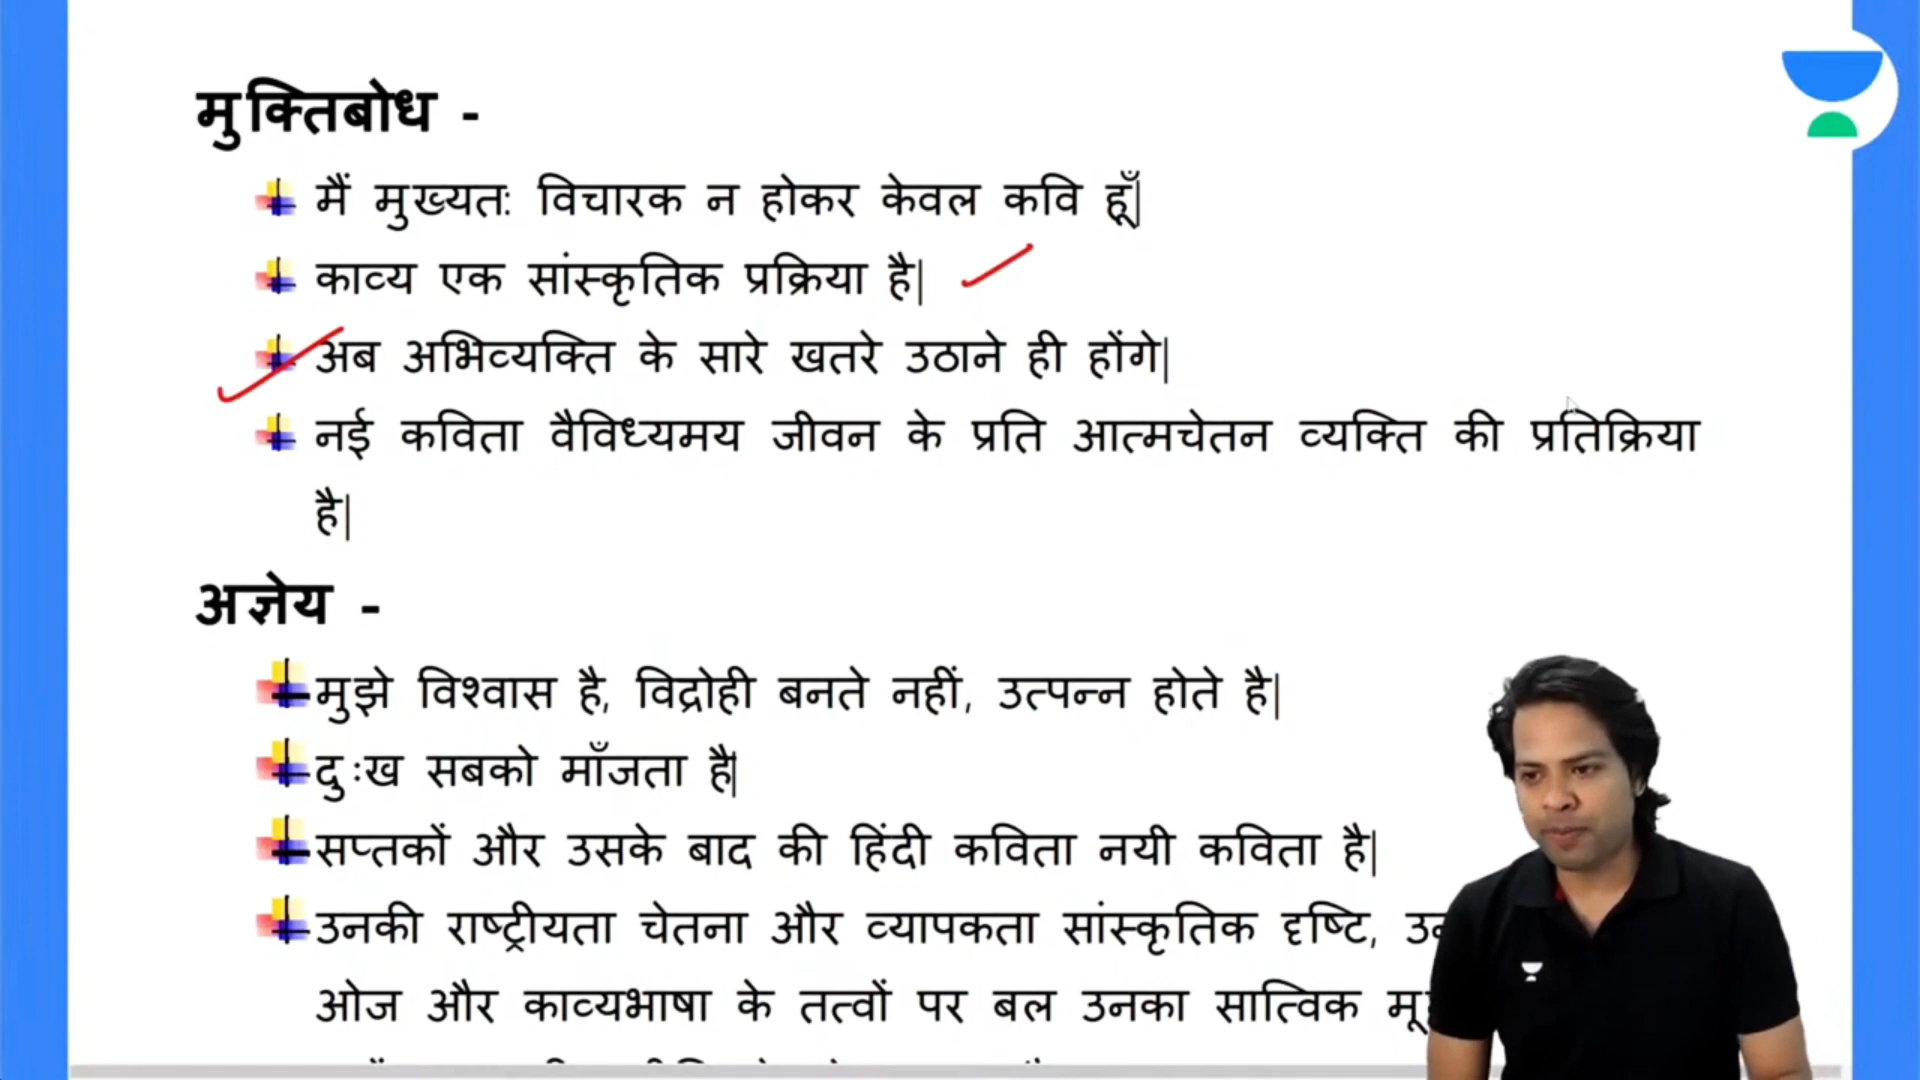 मुक्तिबोध -
मैं मुख्यतः विचारक न होकर केवल कवि हूँ|
काव्य एक सांस्कृतिक प्रक्रिया है|
अब अभिव्यक्ति के सारे खतरे उठाने ही होंगे|
नई कविता वैविध्यमय जीवन के प्रति आत्मचेतन व्यक्ति की प्रतिक्रिया
है|
अज्ञेय -
मुझे विश्वास है, विद्रोही बनते नहीं, उत्पन्न होते है|
दुःख सबको माँजता है|
सप्तकों और उसके बाद की हिंदी कविता नयी कविता है|
उनकी राष्ट्रीयता चेतना और व्यापकता सांस्कृतिक दृष्टि,
ओज और काव्यभाषा के तत्वों पर बल उनका सात्विक